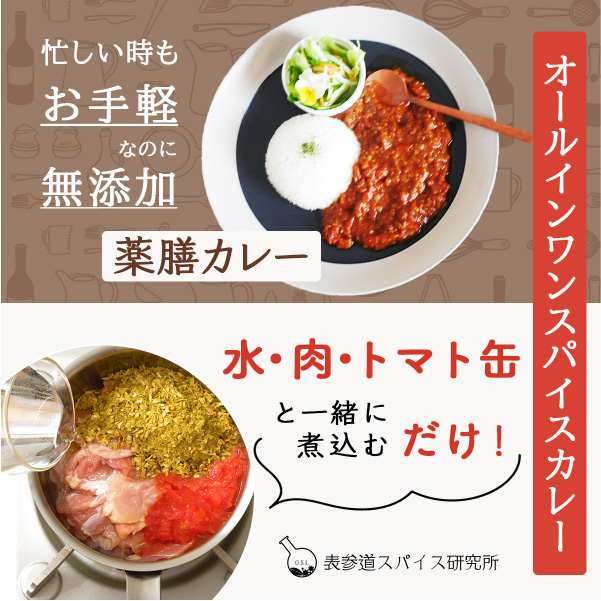 忙しい時も
お手軽
なのに
無添加
薬膳カレー
オールインワンスパイスカレー
水・肉・トマト缶
と一緒に
煮込む だけ！
O.S.L
表参道スパイス研究所